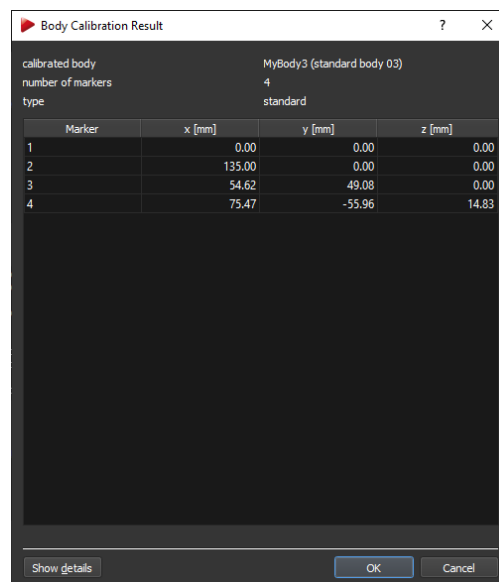 Body Calibration Result ? ×
calibrated body MyBody3 (standard body 03)
number of markers 4
type standard
Marker x [mm] y [mm] z [mm]
1 0.00 0.00 0.00
2 135.00 0.00 0.00
3 54.62 49.08 0.00
4 75.47 -55.96 14.83
Show details OK Cancel